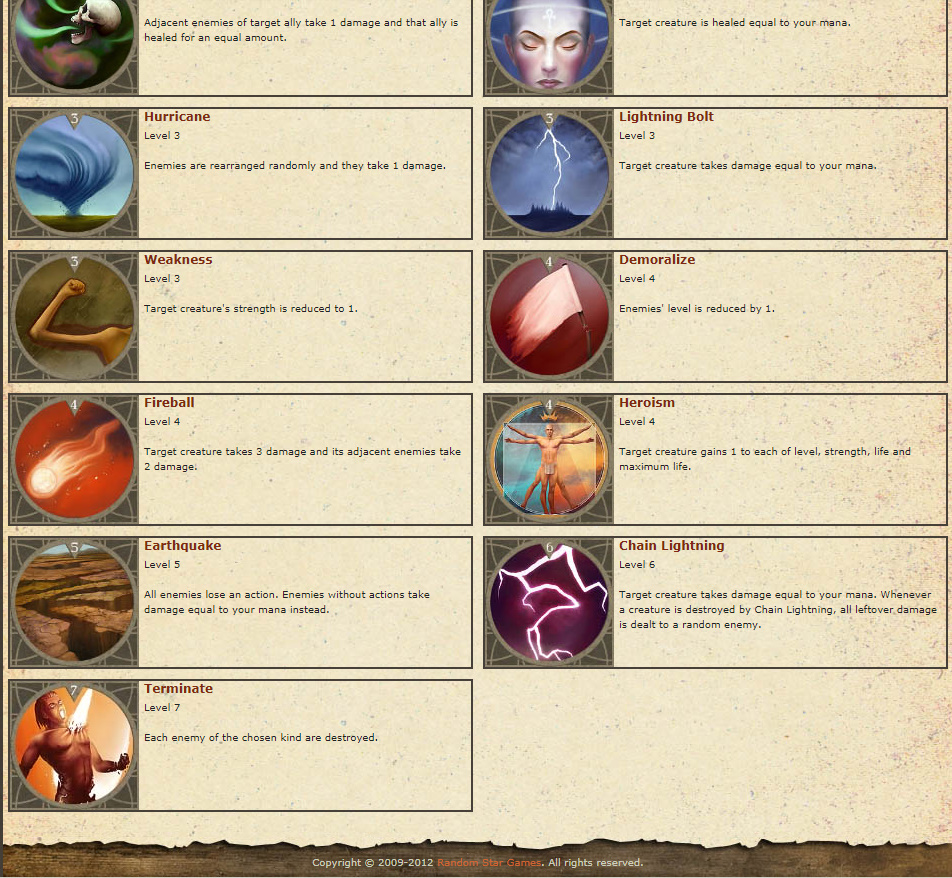 Adjacent enemies of target ally take 1 damage and that ally is
healed for an equal amount.
Target creature is healed equal to your mana.
3
Hurricane
Level 3
Enemies are rearranged randomly and they take 1 damage.
3
Lightning Bolt
Level 3
Target creature takes damage equal to your mana.
3
Weakness
Level 3
Target creature's strength is reduced to 1.
4
Demoralize
Level 4
Enemies' level is reduced by 1.
4
Fireball
Level 4
Target creature takes 3 damage and its adjacent enemies take
2 damage.
4
Heroism
Level 4
Target creature gains 1 to each of level, strength, life and
maximum life.
5
Earthquake
Level 5
All enemies lose an action. Enemies without actions take
damage equal to your mana instead.
6
Chain Lightning
Level 6
Target creature takes damage equal to your mana. Whenever
a creature is destroyed by Chain Lightning, all leftover damage
is dealt to a random enemy.
7
Terminate
Level 7
Each enemy of the chosen kind are destroyed.
Copyright © 2009-2012 Random Star Games. All rights reserved.